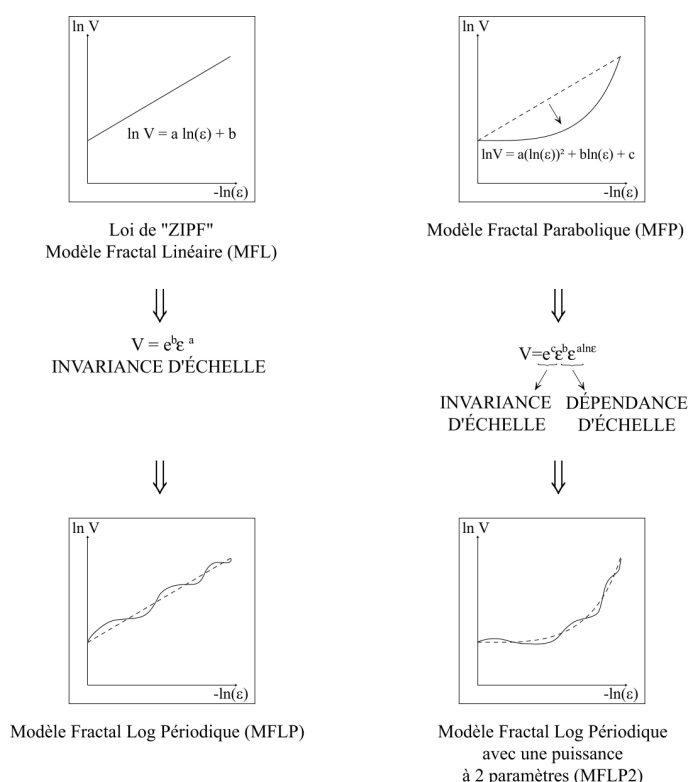 ln V
ln V = a ln(ε) + b
-ln(ε)
Loi de "ZIPF"
Modèle Fractal Linéaire (MFL)
ln V
lnV = a(ln(ε))² + bln(ε) + c
-ln(ε)
Modèle Fractal Parabolique (MFP)
⇓
⇓
V = eᵇε ᵃ
INVARIANCE D'ÉCHELLE
V=eᶜεᵇεᵃˡⁿᵋ
INVARIANCE
D'ÉCHELLE
DÉPENDANCE
D'ÉCHELLE
⇓
⇓
ln V
-ln(ε)
Modèle Fractal Log Périodique (MFLP)
ln V
-ln(ε)
Modèle Fractal Log Périodique
avec une puissance
à 2 paramètres (MFLP2)